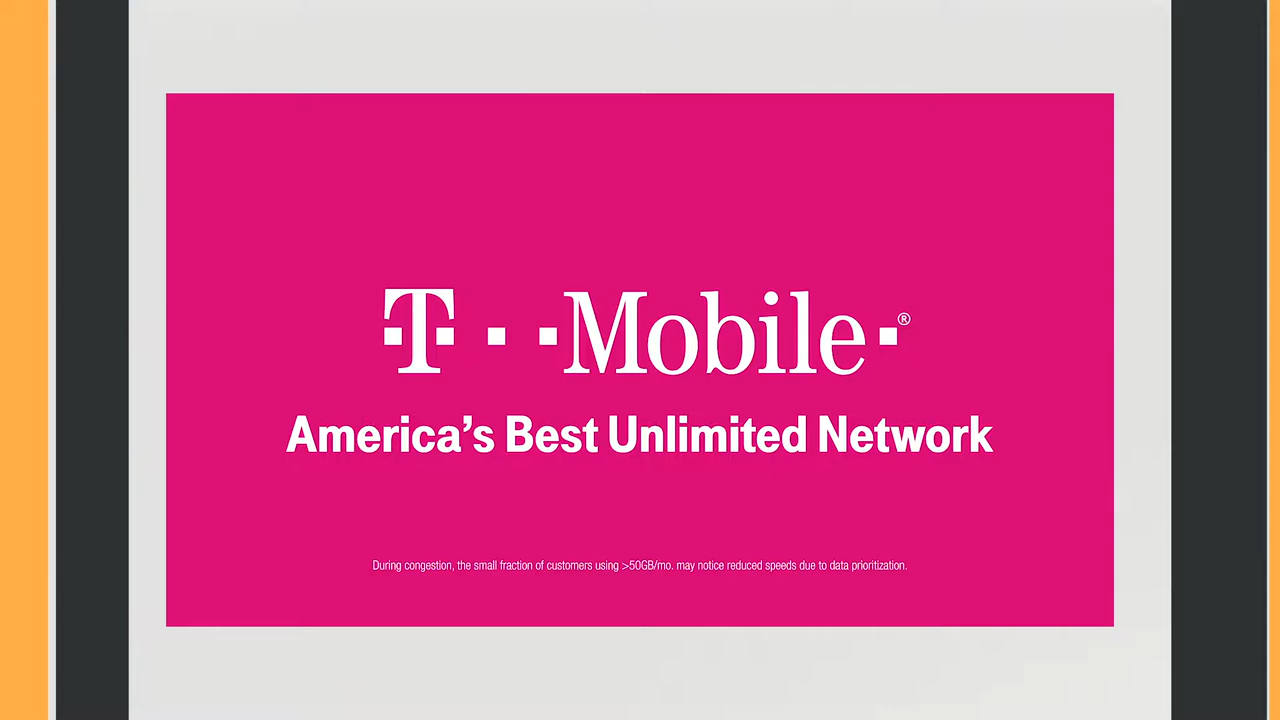 T Mobile®
America's Best Unlimited Network
During congestion, the small fraction of customers using >50GB/mo. may notice reduced speeds due to data prioritization.